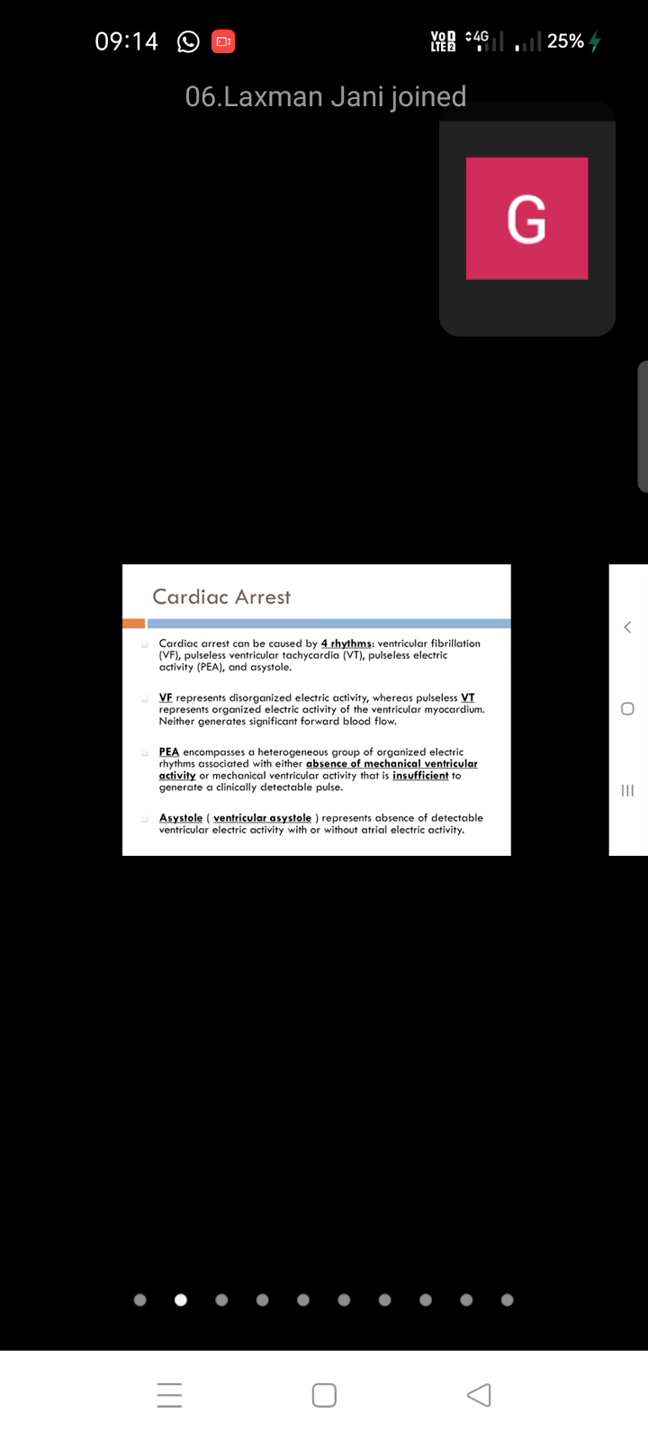 09:14 Vo LTE2 4G 25%
06.Laxman Jani joined
G
Cardiac Arrest
Cardiac arrest can be caused by 4 rhythms: ventricular fibrillation
(VF), pulseless ventricular tachycardia (VT), pulseless electric
activity (PEA), and asystole.
VF represents disorganized electric activity, whereas pulseless VT
represents organized electric activity of the ventricular myocardium.
Neither generates significant forward blood flow.
PEA encompasses a heterogeneous group of organized electric
rhythms associated with either absence of mechanical ventricular
activity or mechanical ventricular activity that is insufficient to
generate a clinically detectable pulse.
Asystole ( ventricular asystole ) represents absence of detectable
ventricular electric activity with or without atrial electric activity.